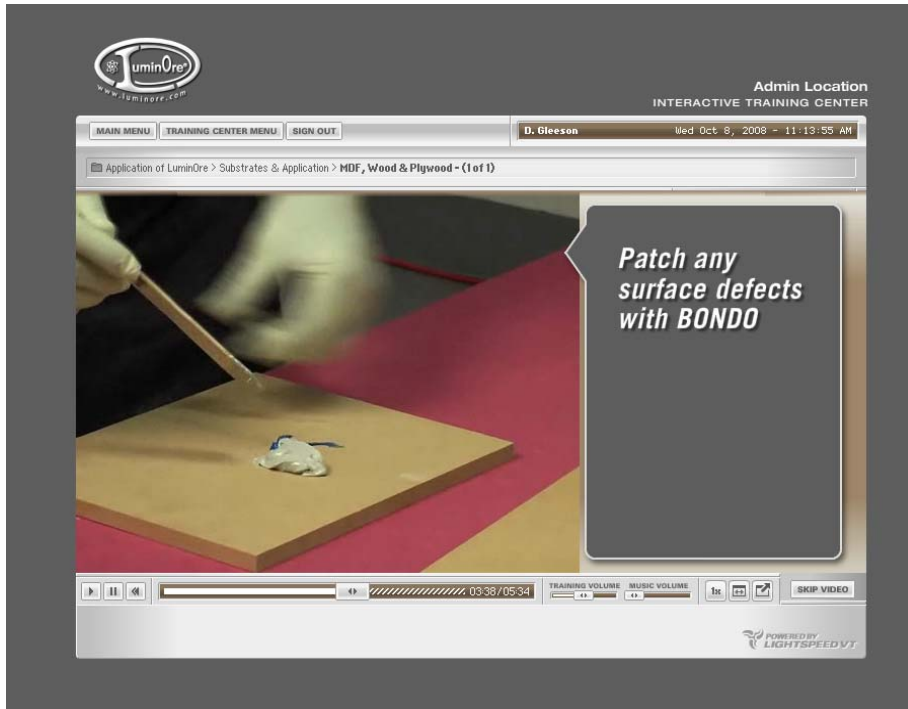 LuminOre®
www.luminore.com
Admin Location
INTERACTIVE TRAINING CENTER
MAIN MENU
TRAINING CENTER MENU
SIGN OUT
D. Gleeson
Wed Oct 8, 2008 - 11:13:55 AM
Application of LuminOre > Substrates & Application > MDF, Wood & Plywood - (1 of 1)
Patch any
surface defects
with BONDO
03:38/05:34
TRAINING VOLUME
MUSIC VOLUME
1x
SKIP VIDEO
POWERED BY
LIGHTSPEEDVT